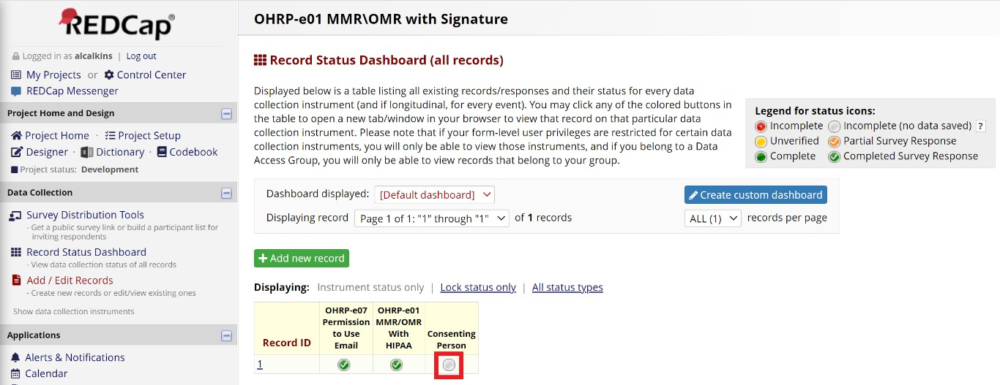 REDCap®
Logged in as alcalkins | Log out
My Projects or Control Center
REDCap Messenger
Project Home and Design
Project Home · Project Setup
Designer · Dictionary · Codebook
Project status: Development
Data Collection
Survey Distribution Tools
- Get a public survey link or build a participant list for
inviting respondents
Record Status Dashboard
- View data collection status of all records
Add / Edit Records
- Create new records or edit/view existing ones
Show data collection instruments
Applications
Alerts & Notifications
Calendar
OHRP-e01 MMR\OMR with Signature
Record Status Dashboard (all records)
Displayed below is a table listing all existing records/responses and their status for every data
collection instrument (and if longitudinal, for every event). You may click any of the colored buttons in
the table to open a new tab/window in your browser to view that record on that particular data
collection instrument. Please note that if your form-level user privileges are restricted for certain data
collection instruments, you will only be able to view those instruments, and if you belong to a Data
Access Group, you will only be able to view records that belong to your group.
Legend for status icons:
Incomplete Incomplete (no data saved) ?
Unverified Partial Survey Response
Complete Completed Survey Response
Dashboard displayed: [Default dashboard] Create custom dashboard
Displaying record Page 1 of 1: "1" through "1" of 1 records ALL (1) records per page
Add new record
Displaying: Instrument status only | Lock status only | All status types
Record ID
OHRP-e07
Permission
to Use
Email
OHRP-e01
MMR/OMR
With
HIPAA
Consenting
Person
1